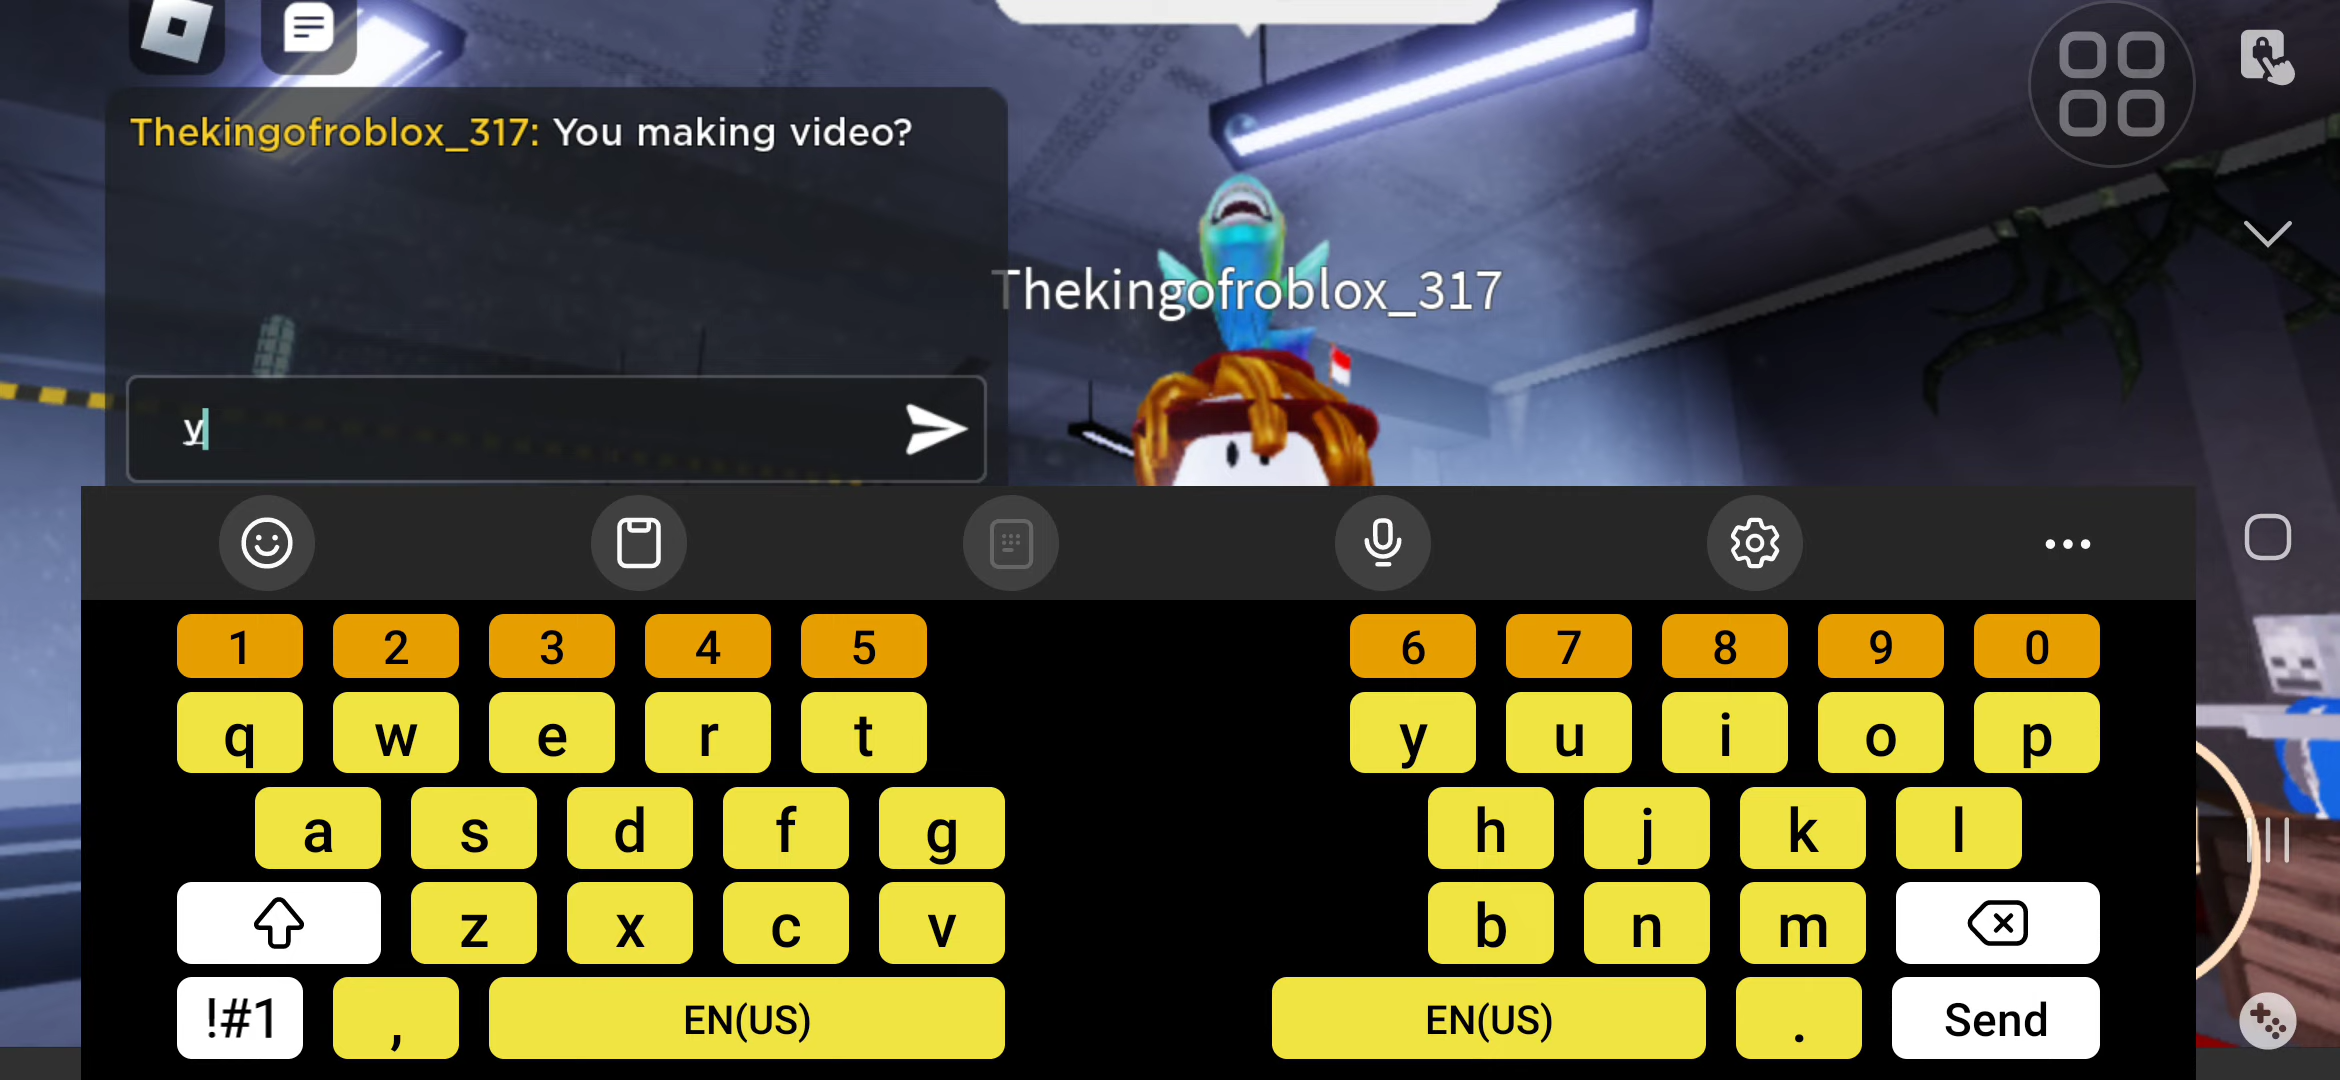 Thekingofroblox_317: You making video?
Thekingofroblox_317
y
1 2 3 4 5 6 7 8 9 0
q w e r t y u i o p
a s d f g h j k l
z x c v b n m
!#1 , EN(US) EN(US) . Send